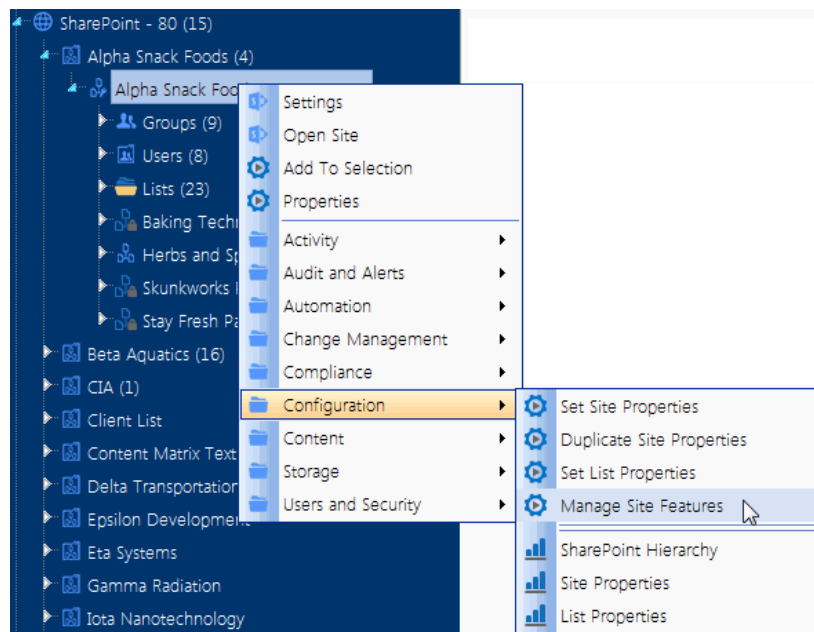 SharePoint - 80 (15)
Alpha Snack Foods (4)
Alpha Snack
Groups (9)
Users (8)
Lists (23)
Baking
Herbs and
Skunkworks
Stay Fresh
Beta Aquatics (16)
CIA (1)
Client List
Content Matrix Text
Delta Transportation
Epsilon Development
Eta Systems
Gamma Radiation
Iota Nanotechnology
Settings
Open Site
Add To Selection
Properties
Activity
Audit and Alerts
Automation
Change Management
Compliance
Configuration
Content
Storage
Users and Security
Set Site Properties
Duplicate Site Properties
Set List Properties
Manage Site Features
SharePoint Hierarchy
Site Properties
List Properties